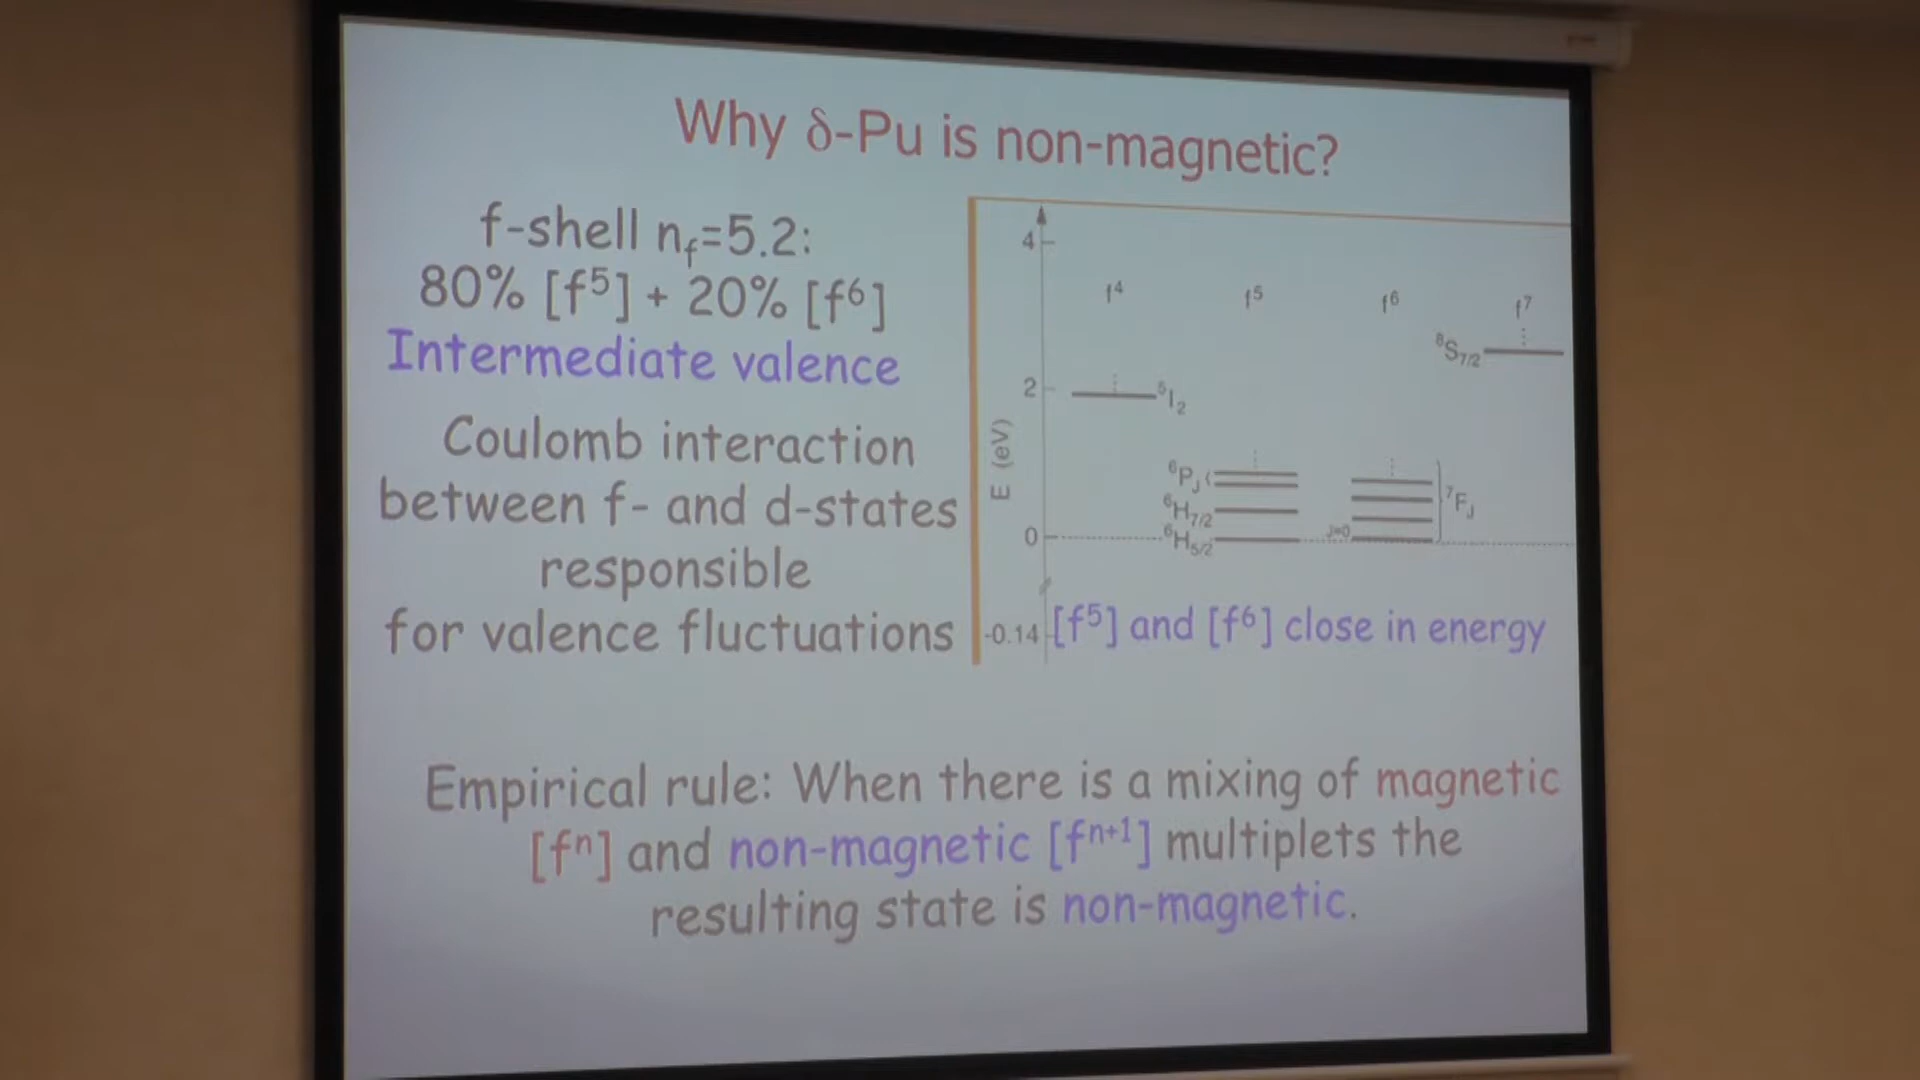 Why δ-Pu is non-magnetic?
f-shell n_f=5.2:
80% [f⁵] + 20% [f⁶]
Intermediate valence
Coulomb interaction
between f- and d-states
responsible
for valence fluctuations
E (eV)
4
2
0
-0.14
f⁴
f⁵
f⁶
f⁷
⁸S₇/₂
⁵I₂
⁶P_J
⁶H₇/₂
⁶H₅/₂
J=0
⁷F_J
[f⁵] and [f⁶] close in energy
Empirical rule: When there is a mixing of magnetic
[fⁿ] and non-magnetic [fⁿ⁺¹] multiplets the
resulting state is non-magnetic.